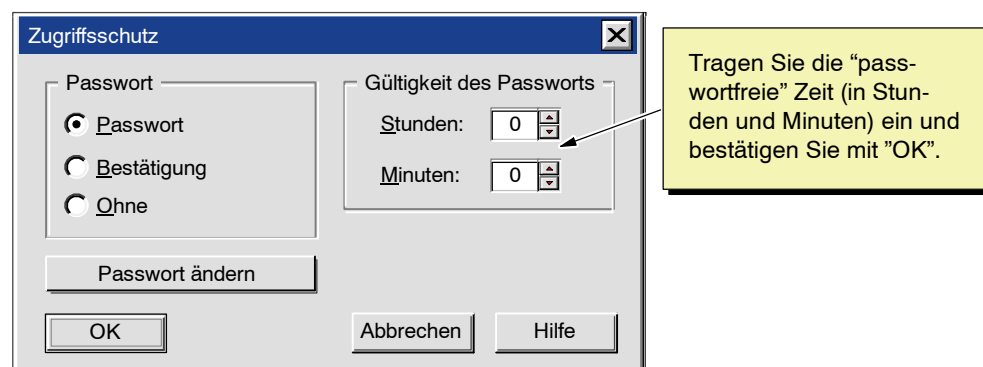 Zugriffsschutz
Passwort
Passwort
Bestätigung
Ohne
Gültigkeit des Passworts
Stunden: 0
Minuten: 0
Passwort ändern
OK
Abbrechen
Hilfe
Tragen Sie die “pass-
wortfreie” Zeit (in Stun-
den und Minuten) ein und
bestätigen Sie mit ”OK”.